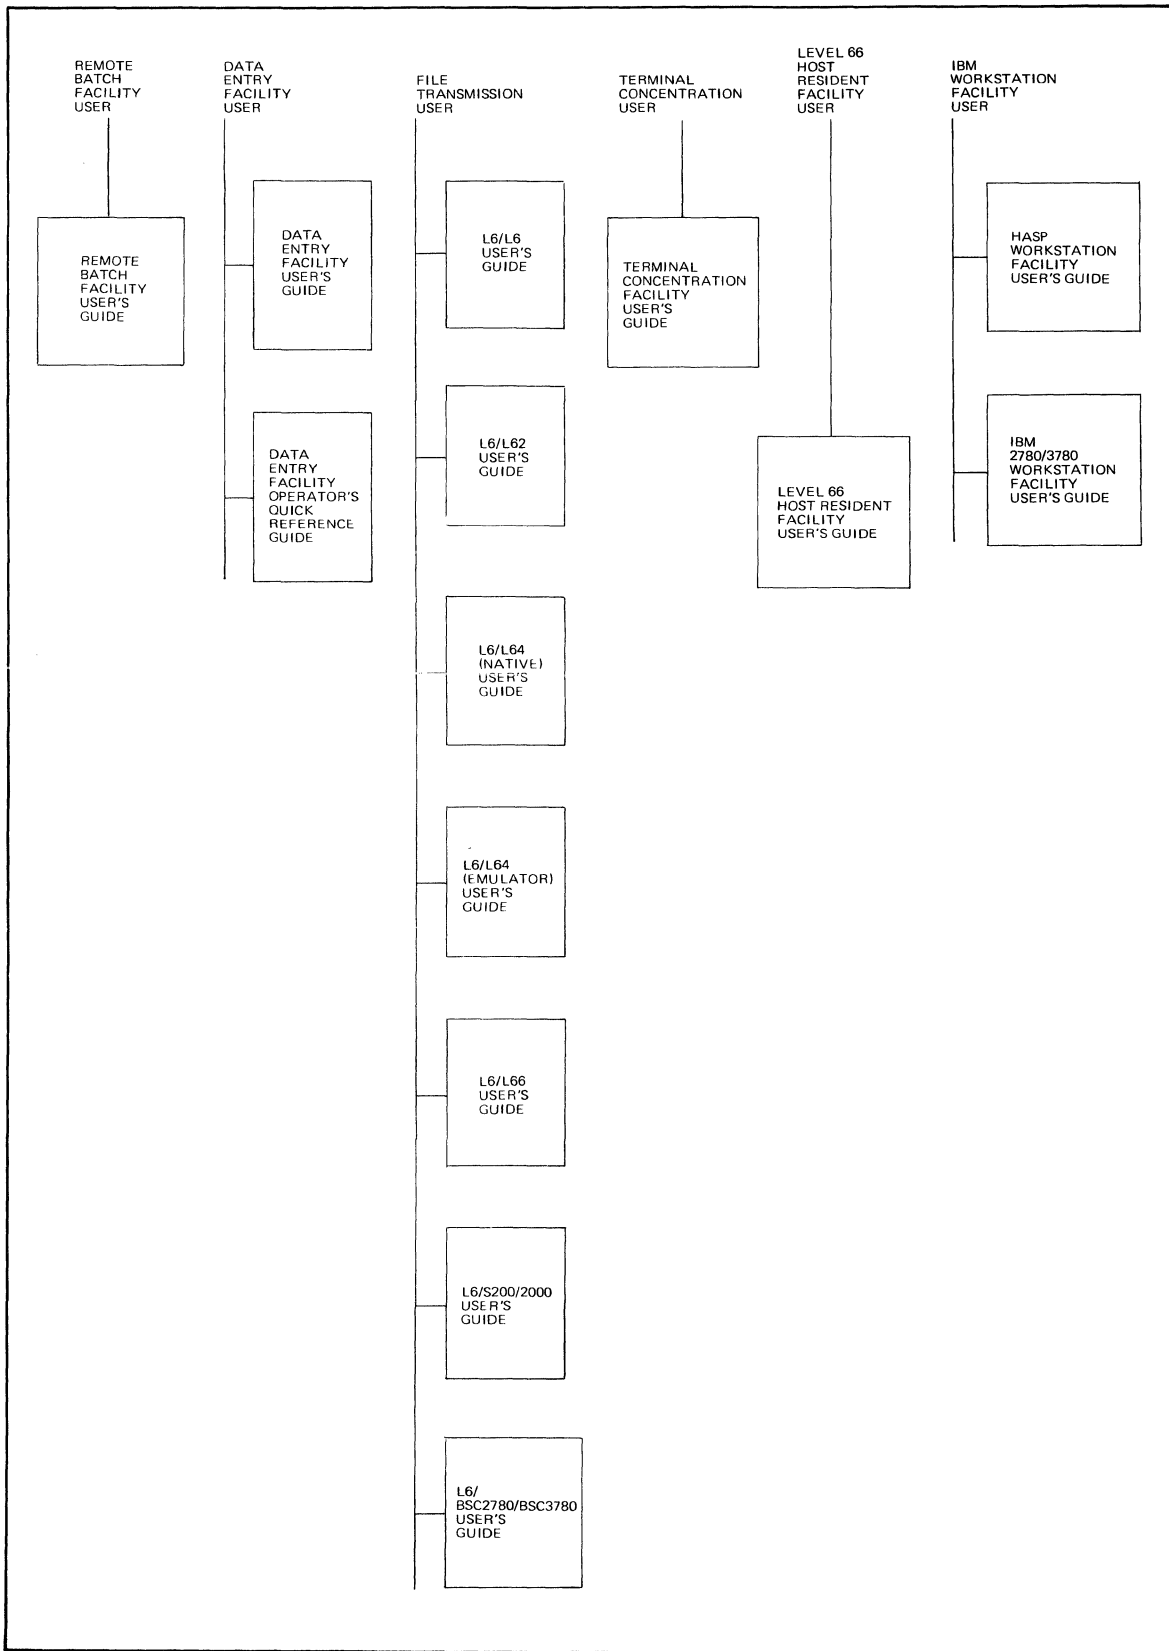 REMOTE
BATCH
FACILITY
USER
REMOTE
BATCH
FACILITY
USER'S
GUIDE
DATA
ENTRY
FACILITY
USER
DATA
ENTRY
FACILITY
USER'S
GUIDE
DATA
ENTRY
FACILITY
OPERATOR'S
QUICK
REFERENCE
GUIDE
FILE
TRANSMISSION
USER
L6/L6
USER'S
GUIDE
L6/L62
USER'S
GUIDE
L6/L64
(NATIVE)
USER'S
GUIDE
L6/L64
(EMULATOR)
USER'S
GUIDE
L6/L66
USER'S
GUIDE
L6/S200/2000
USER'S
GUIDE
L6/
BSC2780/BSC3780
USER'S
GUIDE
TERMINAL
CONCENTRATION
USER
TERMINAL
CONCENTRATION
FACILITY
USER'S
GUIDE
LEVEL 66
HOST
RESIDENT
FACILITY
USER
LEVEL 66
HOST RESIDENT
FACILITY
USER'S GUIDE
IBM
WORKSTATION
FACILITY
USER
HASP
WORKSTATION
FACILITY
USER'S GUIDE
IBM
2780/3780
WORKSTATION
FACILITY
USER'S GUIDE